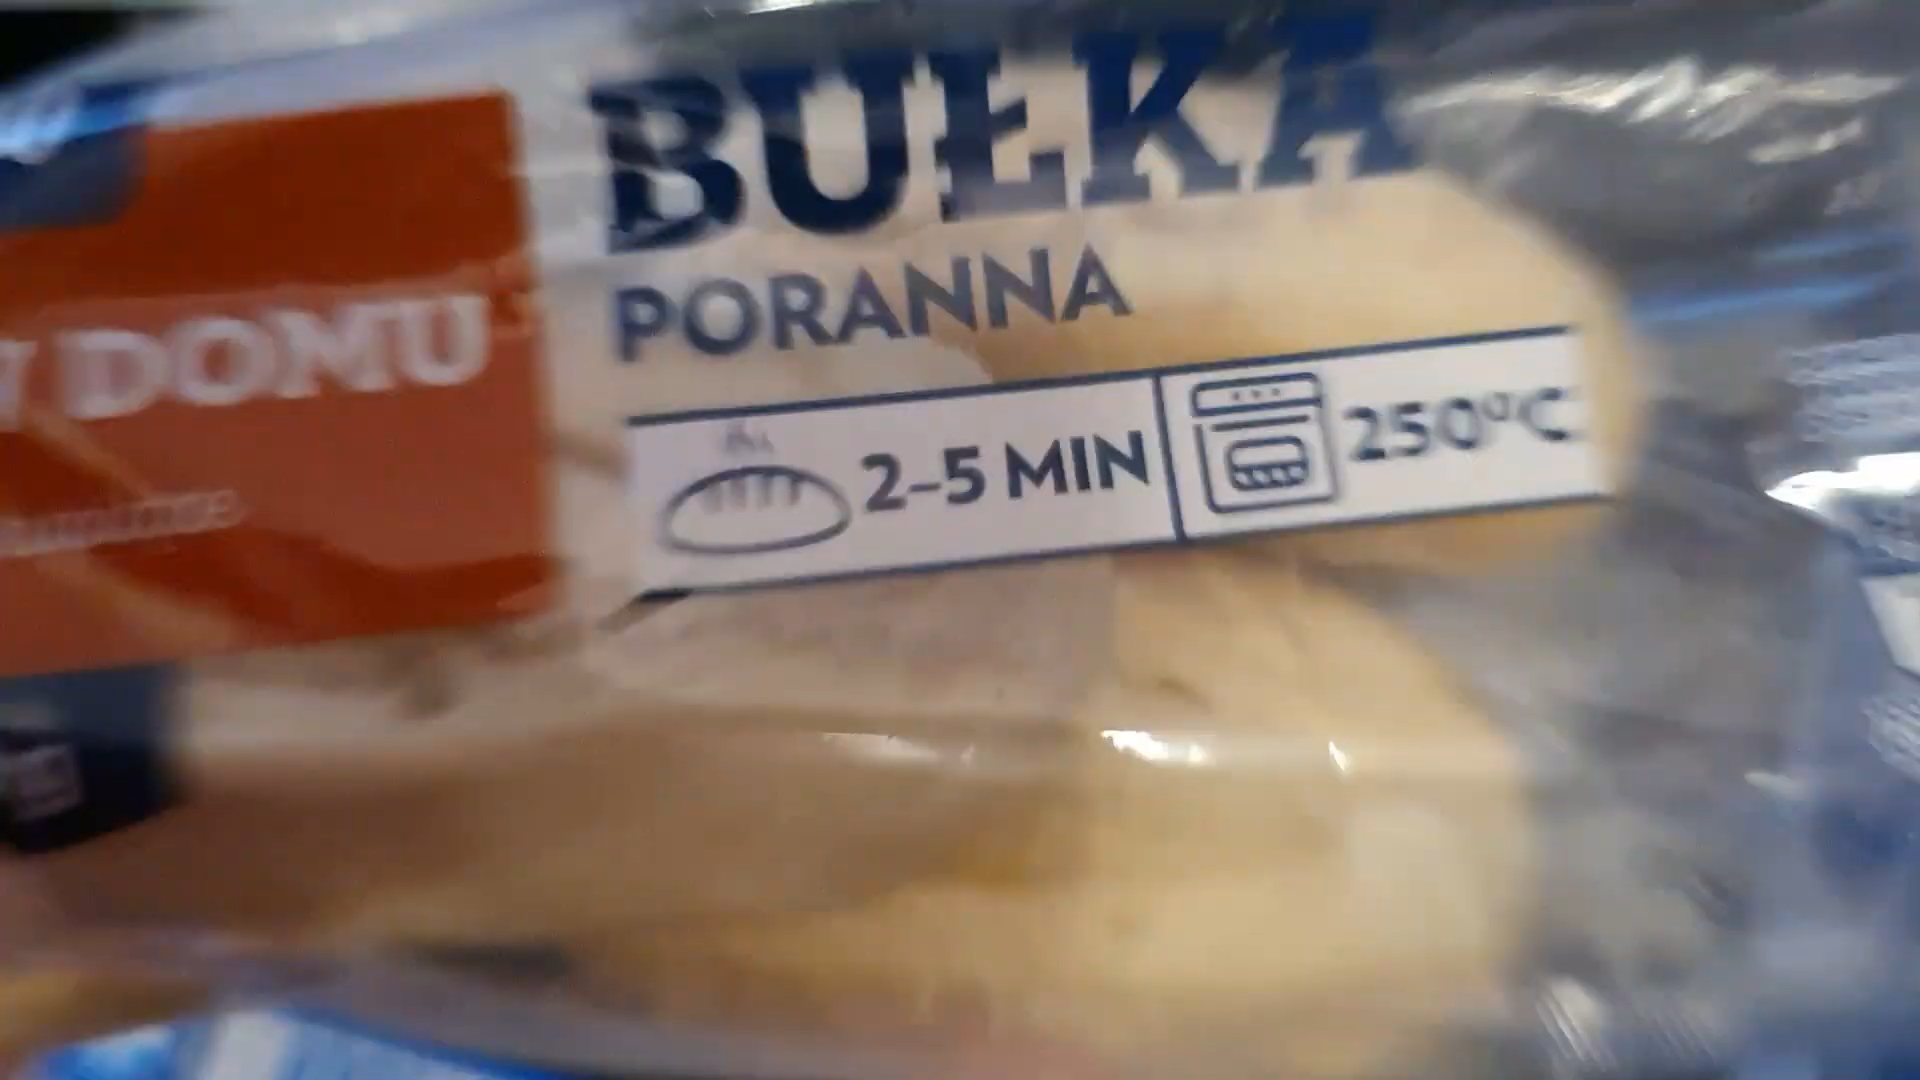 BUŁKA
PORANNA
W DOMU
2–5 MIN
250°C